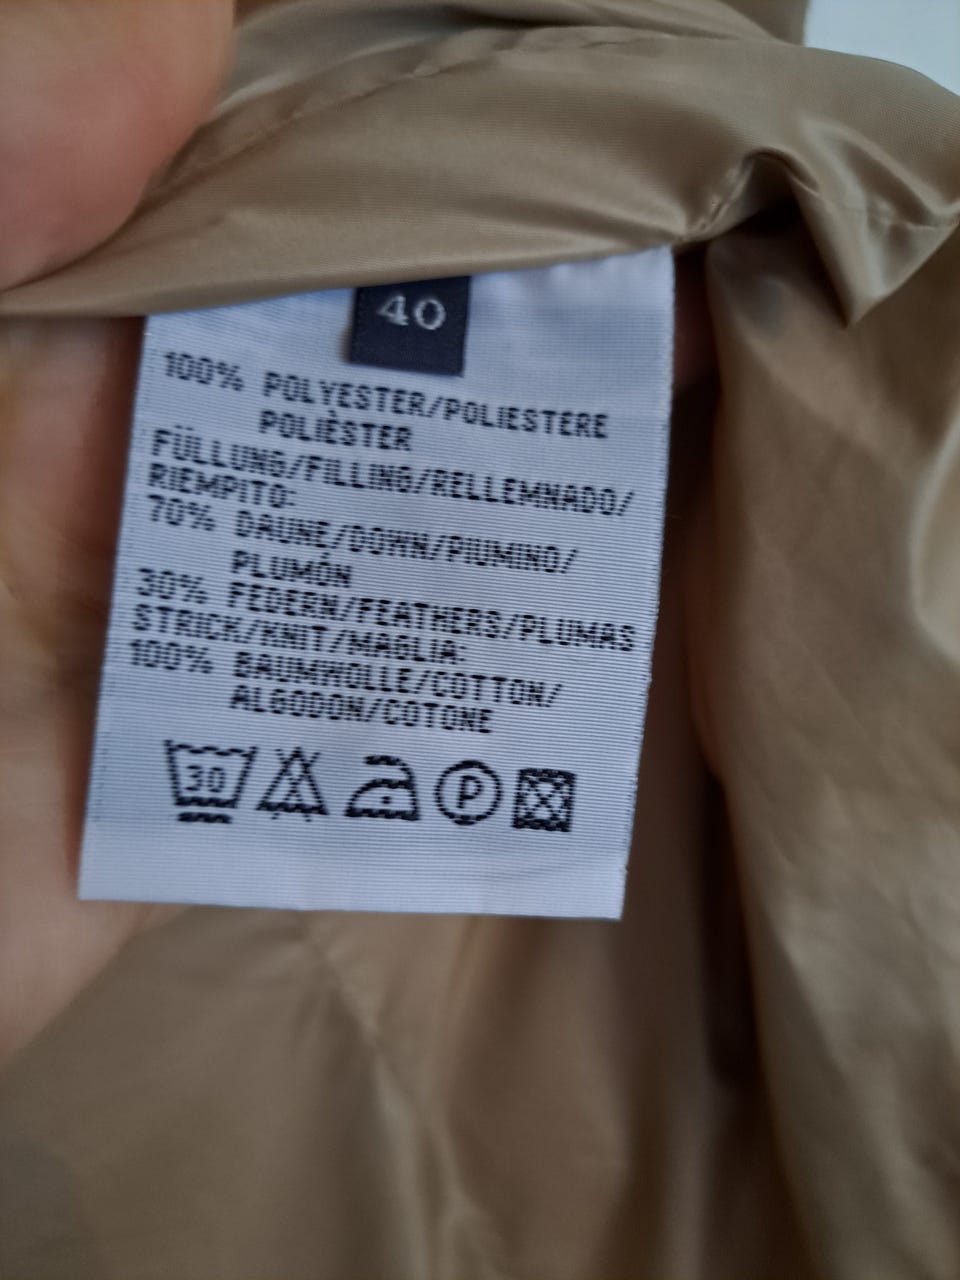 40
100% POLYESTER/POLIESTERE
POLIÈSTER
FÜLLUNG/FILLING/RELLEMNADO/
RIEMPITO:
70% DAUNE/DOWN/PIUMINO/
PLUMÓN
30% FEDERN/FEATHERS/PLUMAS
STRICK/KNIT/MAGLIA:
100% BAUMWOLLE/COTTON/
ALGODON/COTONE
30 P